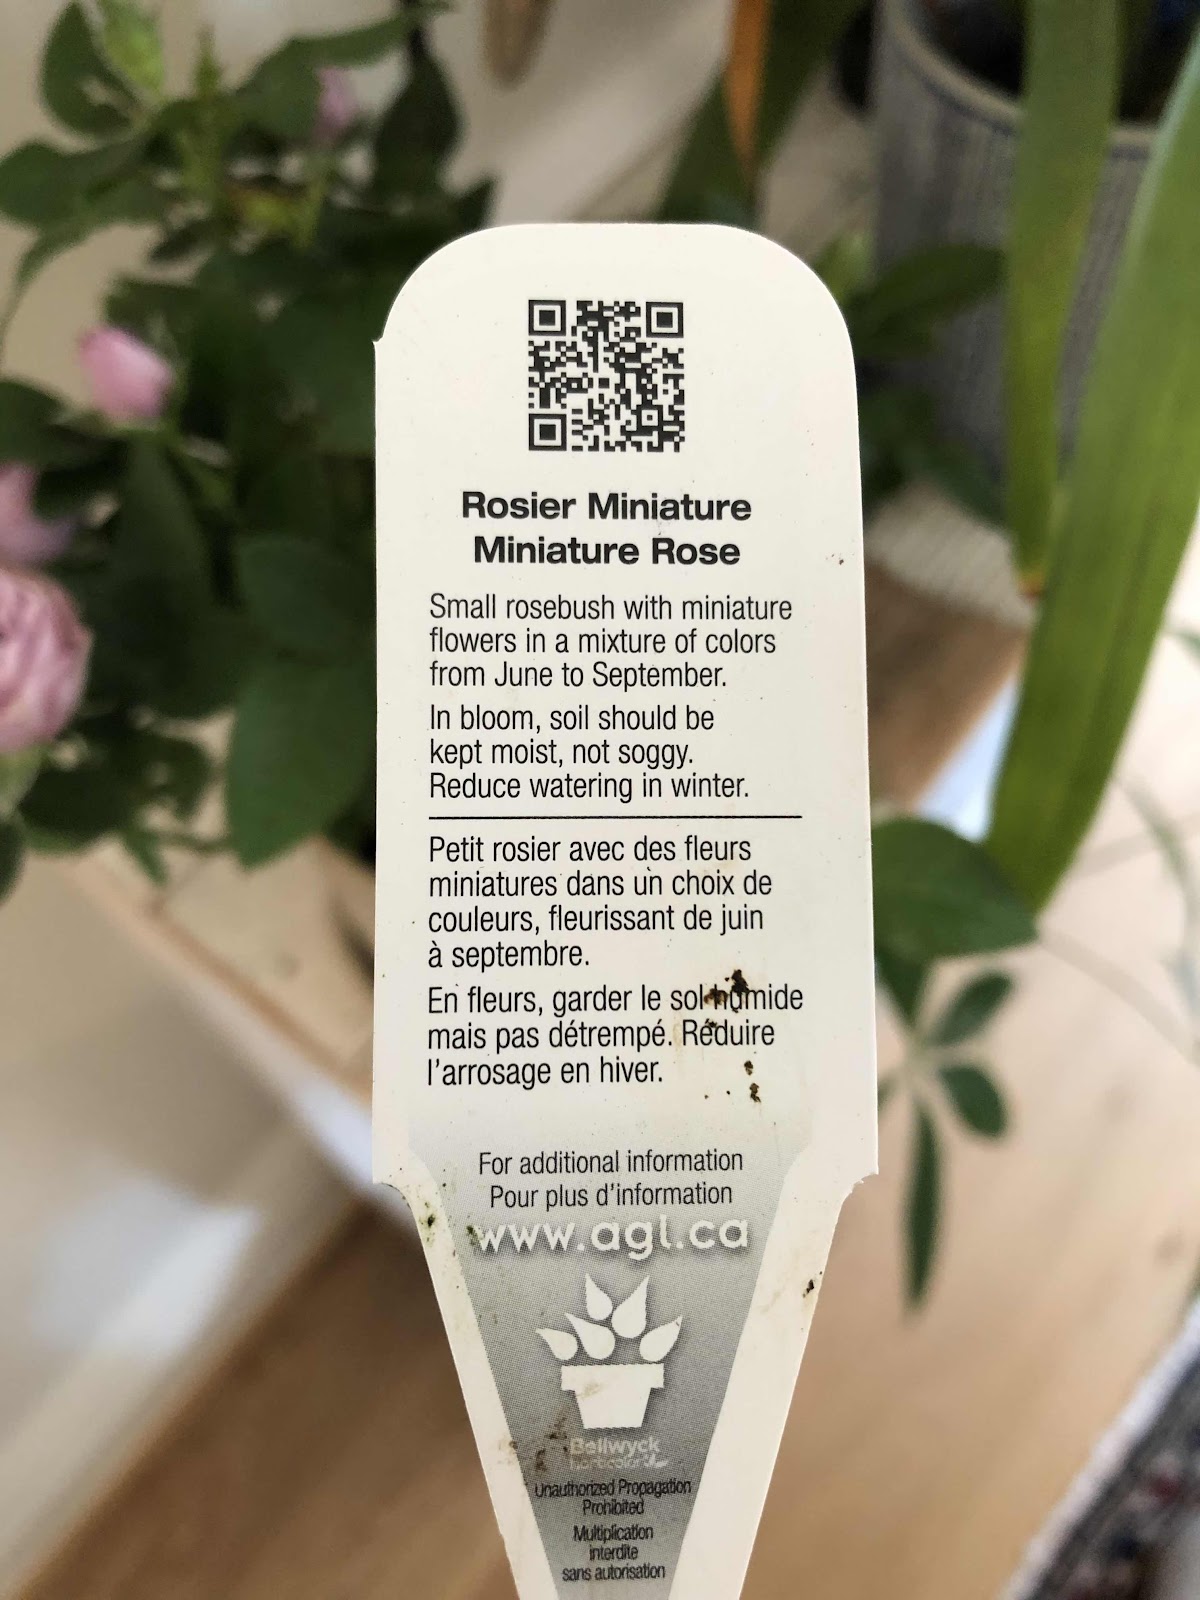 Rosier Miniature
Miniature Rose
Small rosebush with miniature
flowers in a mixture of colors
from June to September.
In bloom, soil should be
kept moist, not soggy.
Reduce watering in winter.
Petit rosier avec des fleurs
miniatures dans un choix de
couleurs, fleurissant de juin
à septembre.
En fleurs, garder le sol humide
mais pas détrempé. Réduire
l'arrosage en hiver.
For additional information
Pour plus d'information
www.agl.ca
Bellwyck
Unauthorized Propagation
Prohibited
Multiplication
interdite
sans autorisation